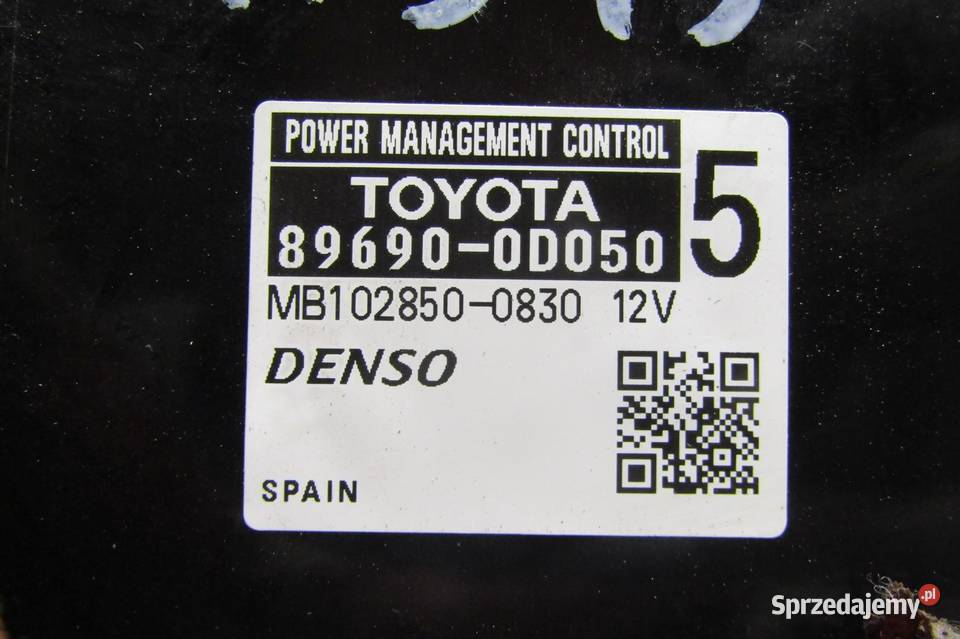 POWER MANAGEMENT CONTROL
TOYOTA
89690-0D050
5
MB102850-0830 12V
DENSO
SPAIN
Sprzedajemy.pl